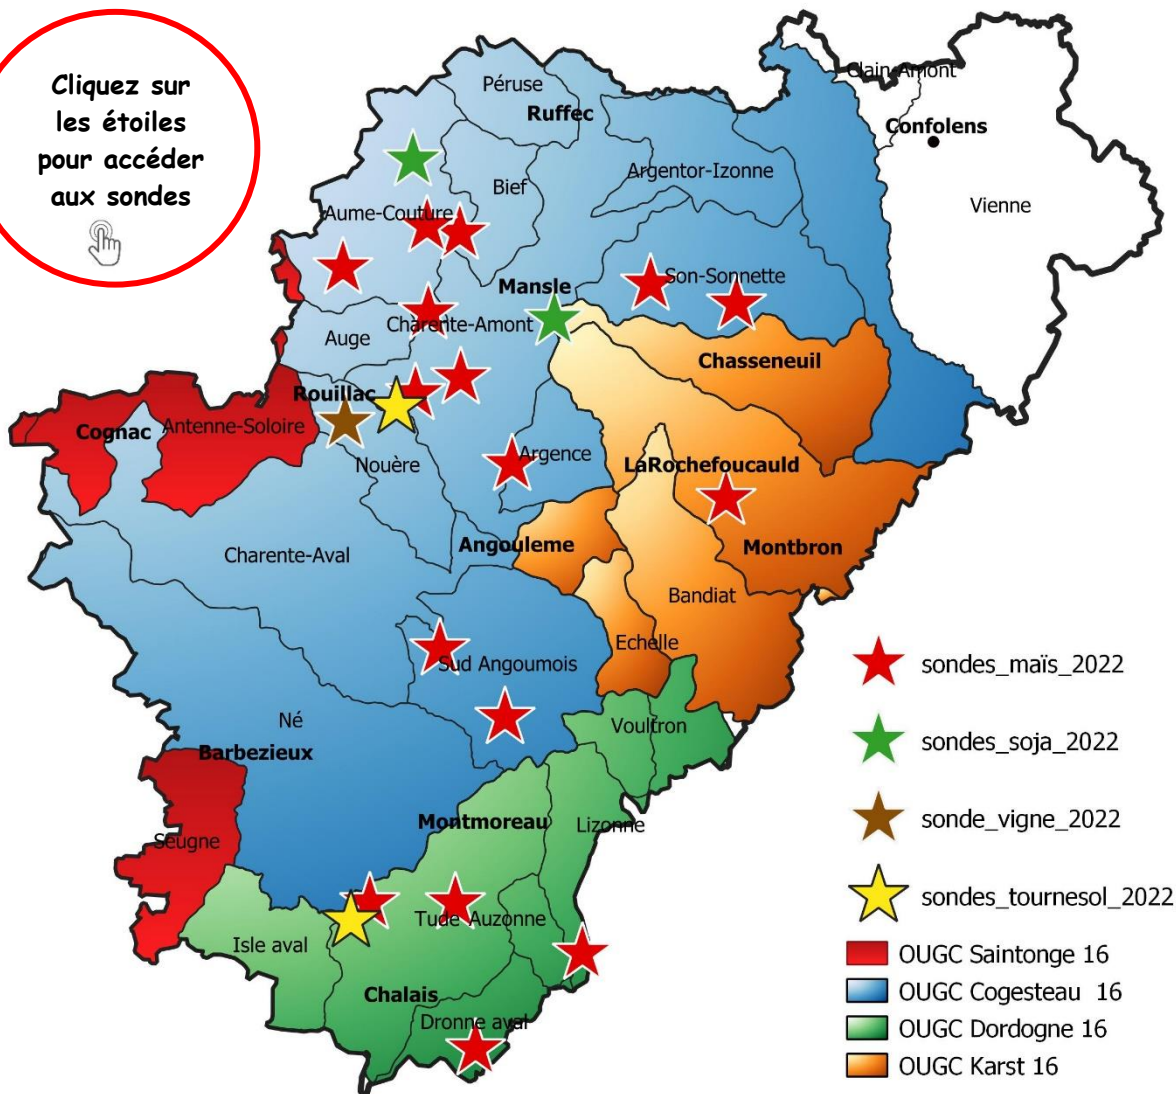 Cliquez sur
les étoiles
pour accéder
aux sondes
Clain-Amont
Péruse
Ruffec
Confolens
Argentor-Izonne
Bief
Vienne
Aume-Couture
Son-Sonnette
Mansle
Charente-Amont
Auge
Chasseneuil
Rouillac
Cognac
Antenne-Soloire
Argence
Nouère
LaRochefoucauld
Angouleme
Montbron
Charente-Aval
Bandiat
Echelle
Sud Angoumois
Né
Voultron
Barbezieux
Montmoreau
Lizonne
Seugne
Tude Auzonne
Isle aval
Chalais
Dronne aval
sondes_maïs_2022
sondes_soja_2022
sonde_vigne_2022
sondes_tournesol_2022
OUGC Saintonge 16
OUGC Cogesteau 16
OUGC Dordogne 16
OUGC Karst 16